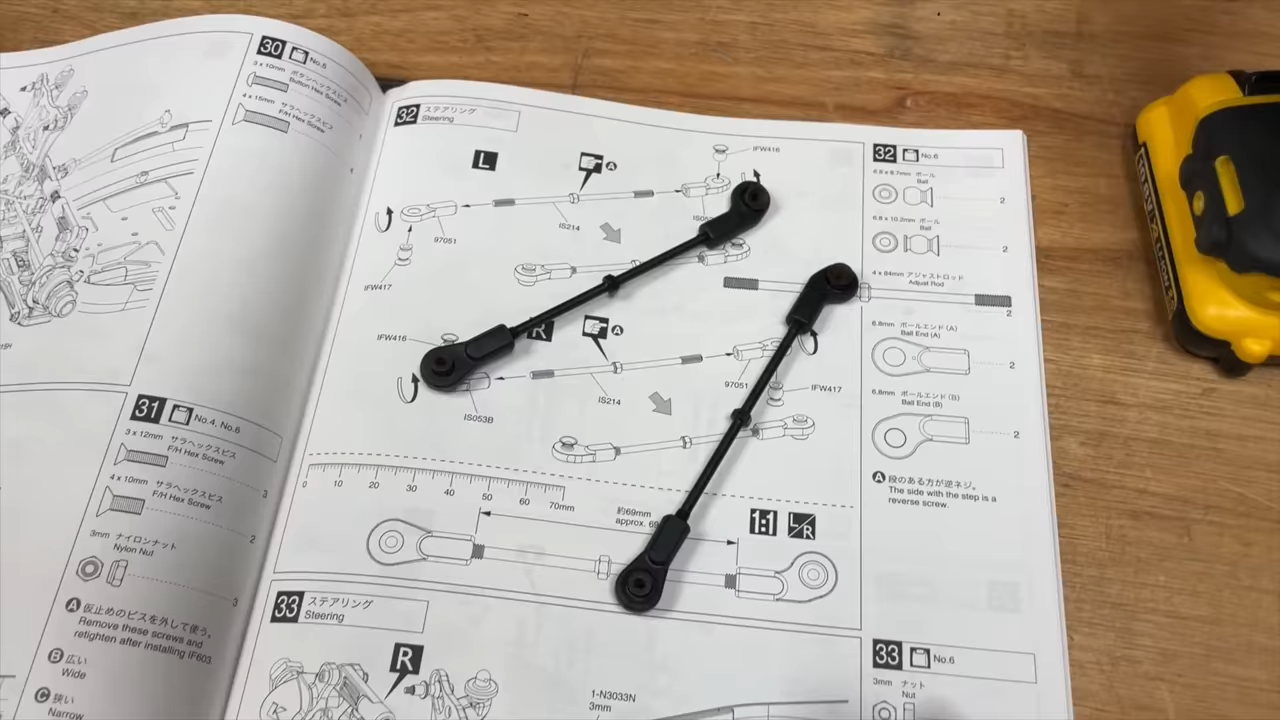 30
No.5
3 x 10mm ボタンヘックスビス
Button Hex Screw
4 x 15mm サラヘックスビス
F/H Hex Screw
31
No.4, No.6
3 x 12mm サラヘックスビス
F/H Hex Screw
3
4 x 10mm サラヘックスビス
F/H Hex Screw
2
3mm ナイロンナット
Nylon Nut
3
A 仮止めのビスを外して使う。
Remove these screws and
retighten after installing IF603.
B 広い
Wide
C 狭い
Narrow
32 ステアリング
Steering
L
A
IFW416
IS214
97051
IFW417
IFW416
R
A
97051
IFW417
IS214
IS053B
0 10 20 30 40 50 60 70mm
約69mm
approx. 69
1:1
L/R
33 ステアリング
Steering
R
1-N3033N
3mm
32
No.6
6.8 x 8.7mm ボール
Ball
2
6.8 x 10.2mm ボール
Ball
2
4 x 84mm アジャストロッド
Adjust Rod
2
6.8mm ボールエンド(A)
Ball End (A)
2
6.8mm ボールエンド(B)
Ball End (B)
2
A 段のある方が逆ネジ。
The side with the step is a
reverse screw.
33
No.6
3mm ナット
Nut